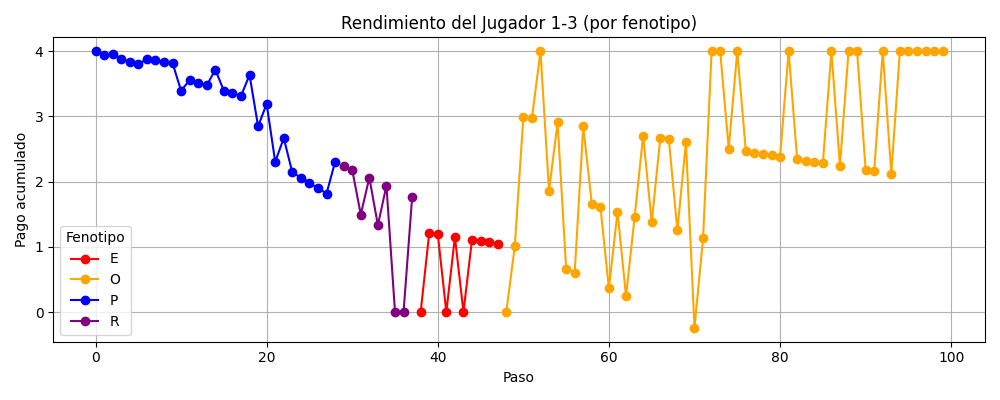 Rendimiento del Jugador 1-3 (por fenotipo)
Pago acumulado
4
3
2
1
0
Fenotipo
E
O
P
R
0 20 40 60 80 100
Paso